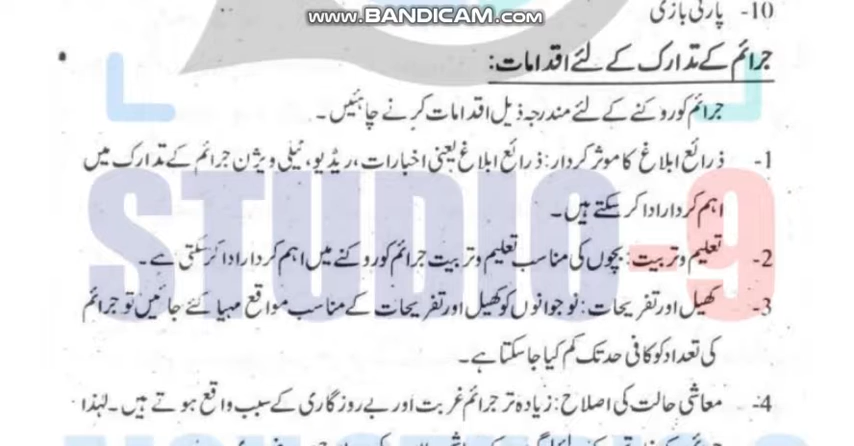 www.BANDICAM.com
10- پارٹی بازی
جرائم کے تدارک کے لئے اقدامات:
جرائم کو روکنے کے لئے مندرجہ ذیل اقدامات کرنے چاہئیں۔
1- ذرائع ابلاغ کا موثر کردار: ذرائع ابلاغ یعنی اخبارات، ریڈیو، ٹیلی ویژن جرائم کے تدارک میں
اہم کردار ادا کر سکتے ہیں۔
2- تعلیم و تربیت: بچوں کی مناسب تعلیم و تربیت جرائم کو روکنے میں اہم کردار ادا کر سکتی ہے۔
3- کھیل اور تفریحات: نوجوانوں کو کھیل اور تفریحات کے مناسب مواقع مہیا کئے جائیں تو جرائم
کی تعداد کو کافی حد تک کم کیا جا سکتا ہے۔
4- معاشی حالت کی اصلاح: زیادہ تر جرائم غربت اور بے روزگاری کے سبب واقع ہوتے ہیں۔ لہٰذا
STUDIO-9